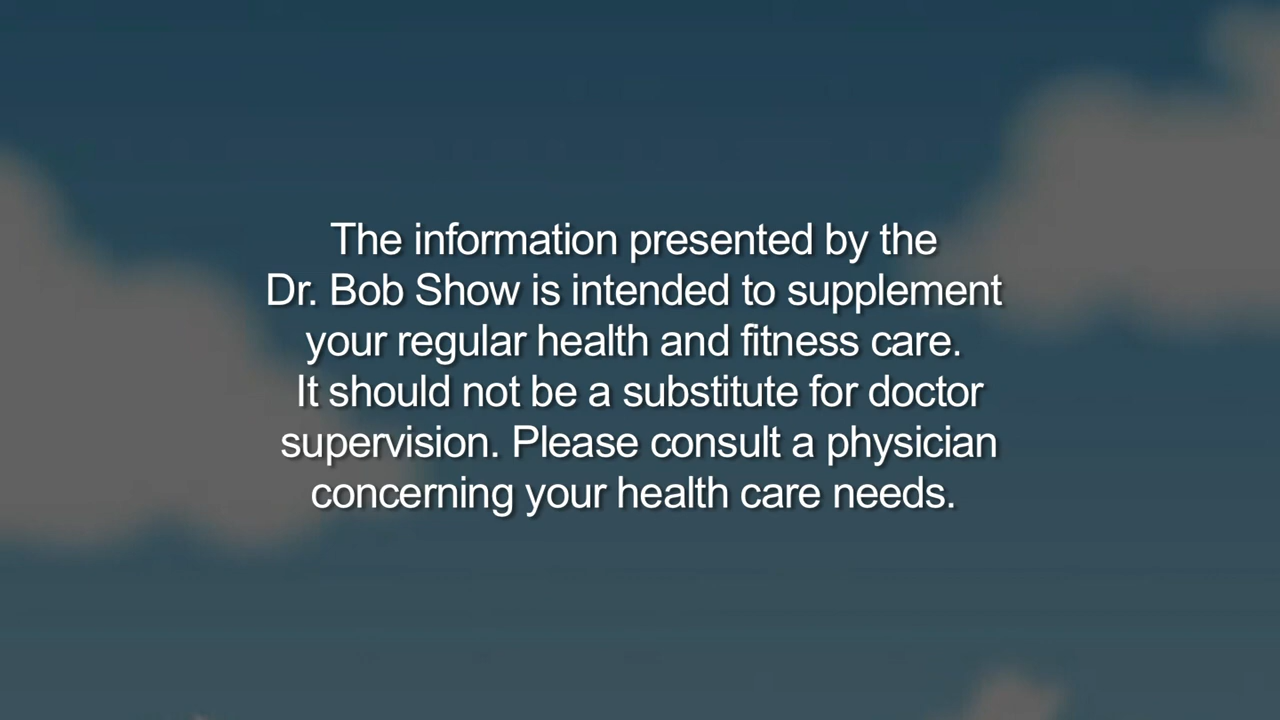 The information presented by the
Dr. Bob Show is intended to supplement
your regular health and fitness care.
It should not be a substitute for doctor
supervision. Please consult a physician
concerning your health care needs.